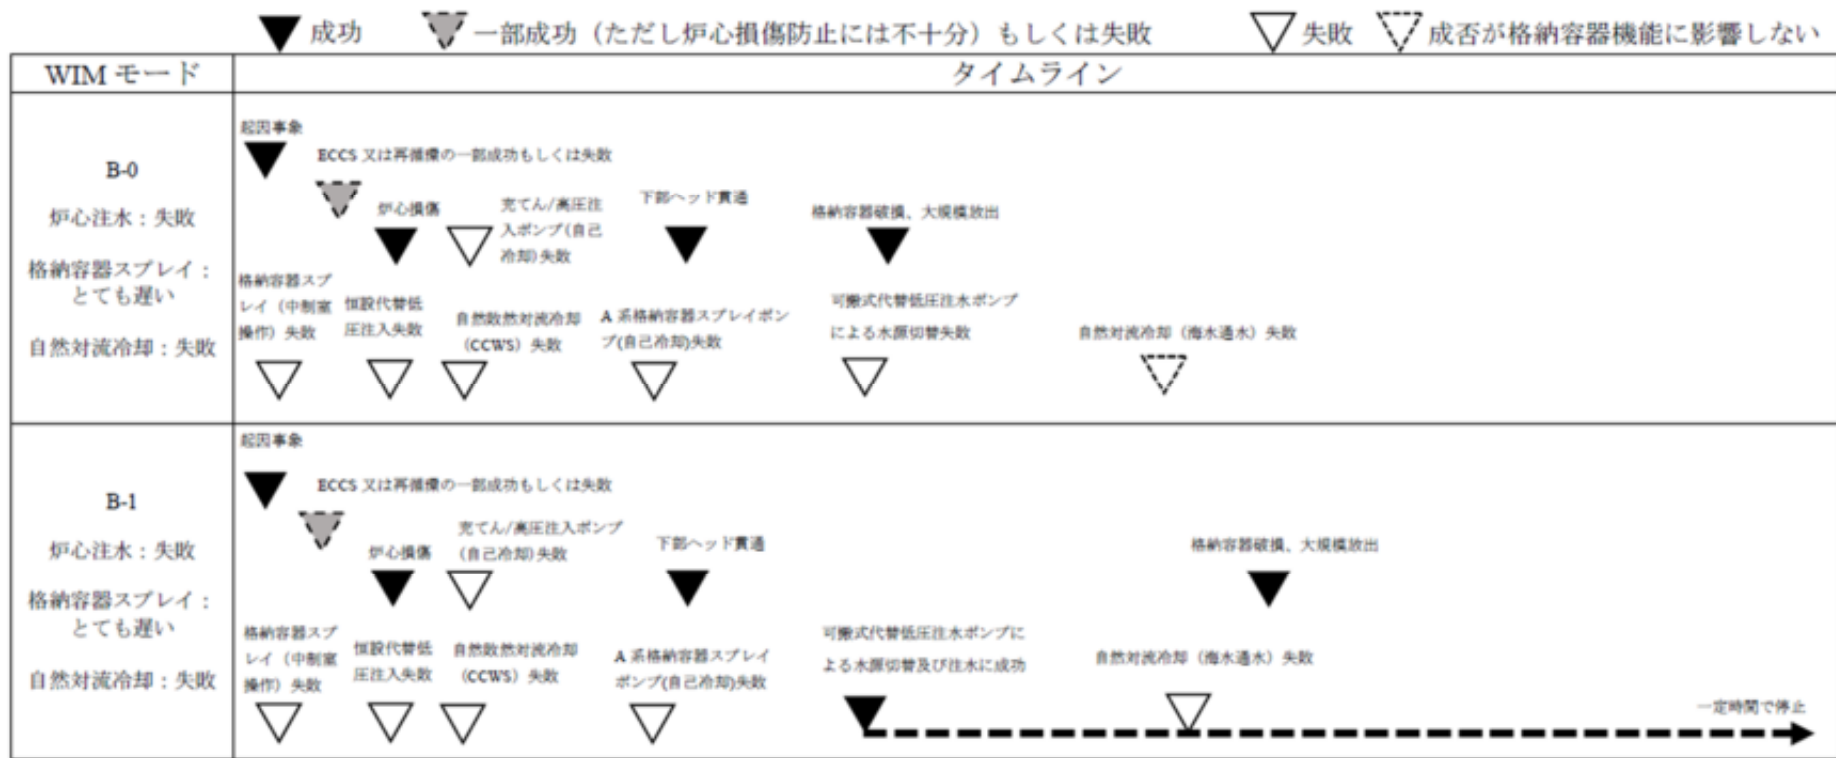 成功
一部成功（ただし炉心損傷防止には不十分）もしくは失敗
失敗
成否が格納容器機能に影響しない
WIM モード
タイムライン
B-0
炉心注水：失敗
格納容器スプレイ：
とても遅い
自然対流冷却：失敗
起因事象
ECCS 又は再循環の一部成功もしくは失敗
炉心損傷
充てん/高圧注
入ポンプ(自己
冷却)失敗
下部ヘッド貫通
格納容器破損、大規模放出
格納容器スプ
レイ（中制室
操作）失敗
恒設代替低
圧注入失敗
自然散然対流冷却
（CCWS）失敗
A 系格納容器スプレイポン
プ(自己冷却)失敗
可搬式代替低圧注水ポンプ
による水源切替失敗
自然対流冷却（海水通水）失敗
B-1
炉心注水：失敗
格納容器スプレイ：
とても遅い
自然対流冷却：失敗
起因事象
ECCS 又は再循環の一部成功もしくは失敗
炉心損傷
充てん/高圧注入ポンプ
(自己冷却)失敗
下部ヘッド貫通
格納容器破損、大規模放出
格納容器スプ
レイ（中制室
操作）失敗
恒設代替低
圧注入失敗
自然散然対流冷却
（CCWS）失敗
A 系格納容器スプレイ
ポンプ(自己冷却)失敗
可搬式代替低圧注水ポンプに
よる水源切替及び注水に成功
自然対流冷却（海水通水）失敗
一定時間で停止